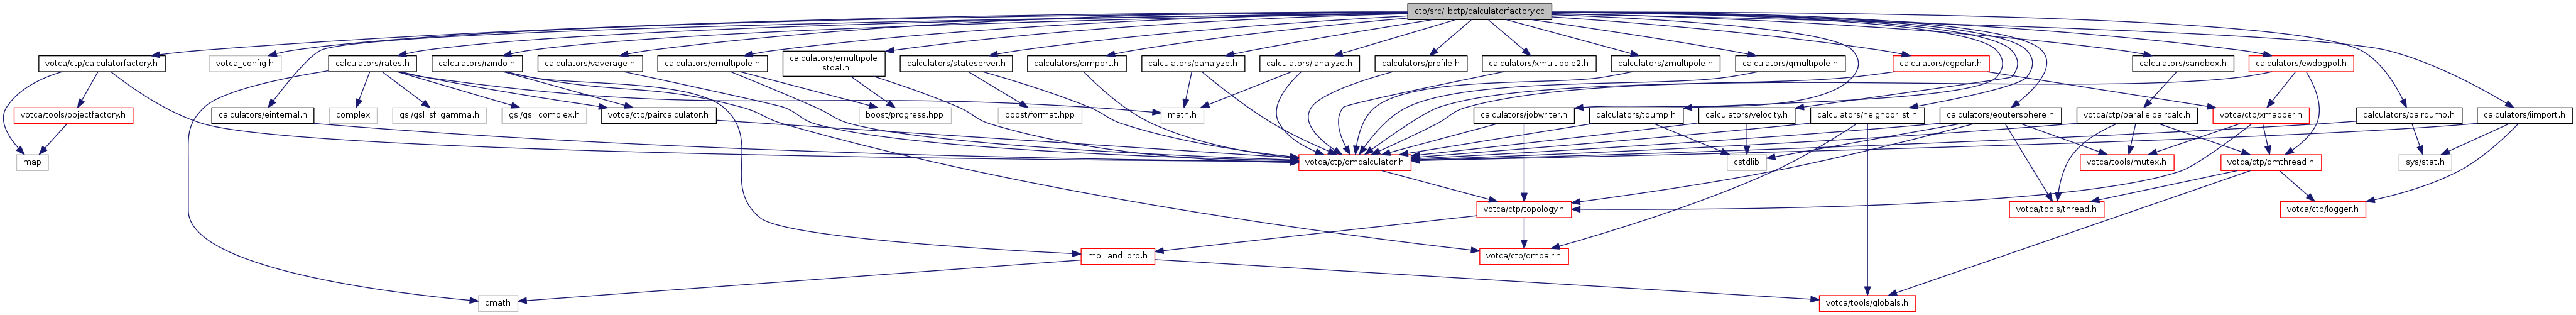 ctp/src/libctp/calculatorfactory.cc
votca/ctp/calculatorfactory.h
votca_config.h
calculators/rates.h
calculators/izindo.h
calculators/vaverage.h
calculators/emultipole.h
calculators/emultipole
_stdal.h
calculators/stateserver.h
calculators/eimport.h
calculators/eanalyze.h
calculators/ianalyze.h
calculators/profile.h
calculators/xmultipole2.h
calculators/zmultipole.h
calculators/qmultipole.h
calculators/cgpolar.h
calculators/sandbox.h
calculators/ewdbgpol.h
votca/tools/objectfactory.h
calculators/einternal.h
complex
gsl/gsl_sf_gamma.h
gsl/gsl_complex.h
votca/ctp/paircalculator.h
boost/progress.hpp
boost/format.hpp
math.h
calculators/jobwriter.h
calculators/tdump.h
calculators/velocity.h
calculators/neighborlist.h
calculators/eoutersphere.h
votca/ctp/parallelpaircalc.h
votca/ctp/xmapper.h
calculators/pairdump.h
calculators/iimport.h
map
votca/ctp/qmcalculator.h
cstdlib
votca/tools/mutex.h
votca/ctp/qmthread.h
sys/stat.h
votca/ctp/topology.h
votca/tools/thread.h
votca/ctp/logger.h
mol_and_orb.h
votca/ctp/qmpair.h
cmath
votca/tools/globals.h